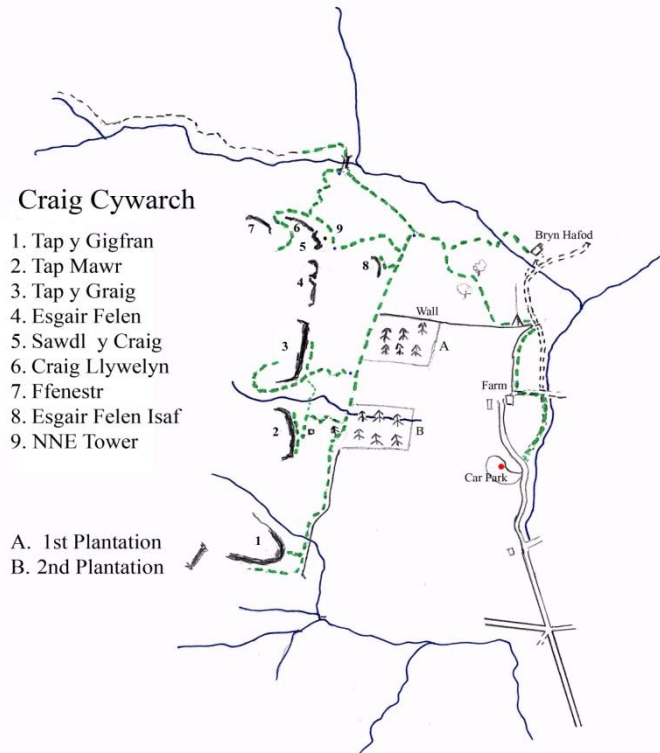 Craig Cywarch
1. Tap y Gigfran
2. Tap Mawr
3. Tap y Graig
4. Esgair Felen
5. Sawdl y Craig
6. Craig Llywelyn
7. Ffenestr
8. Esgair Felen Isaf
9. NNE Tower
A. 1st Plantation
B. 2nd Plantation
7
6
9
5
Bryn Hafod
8
4
Wall
3
A
Farm
2
B
Car Park
1